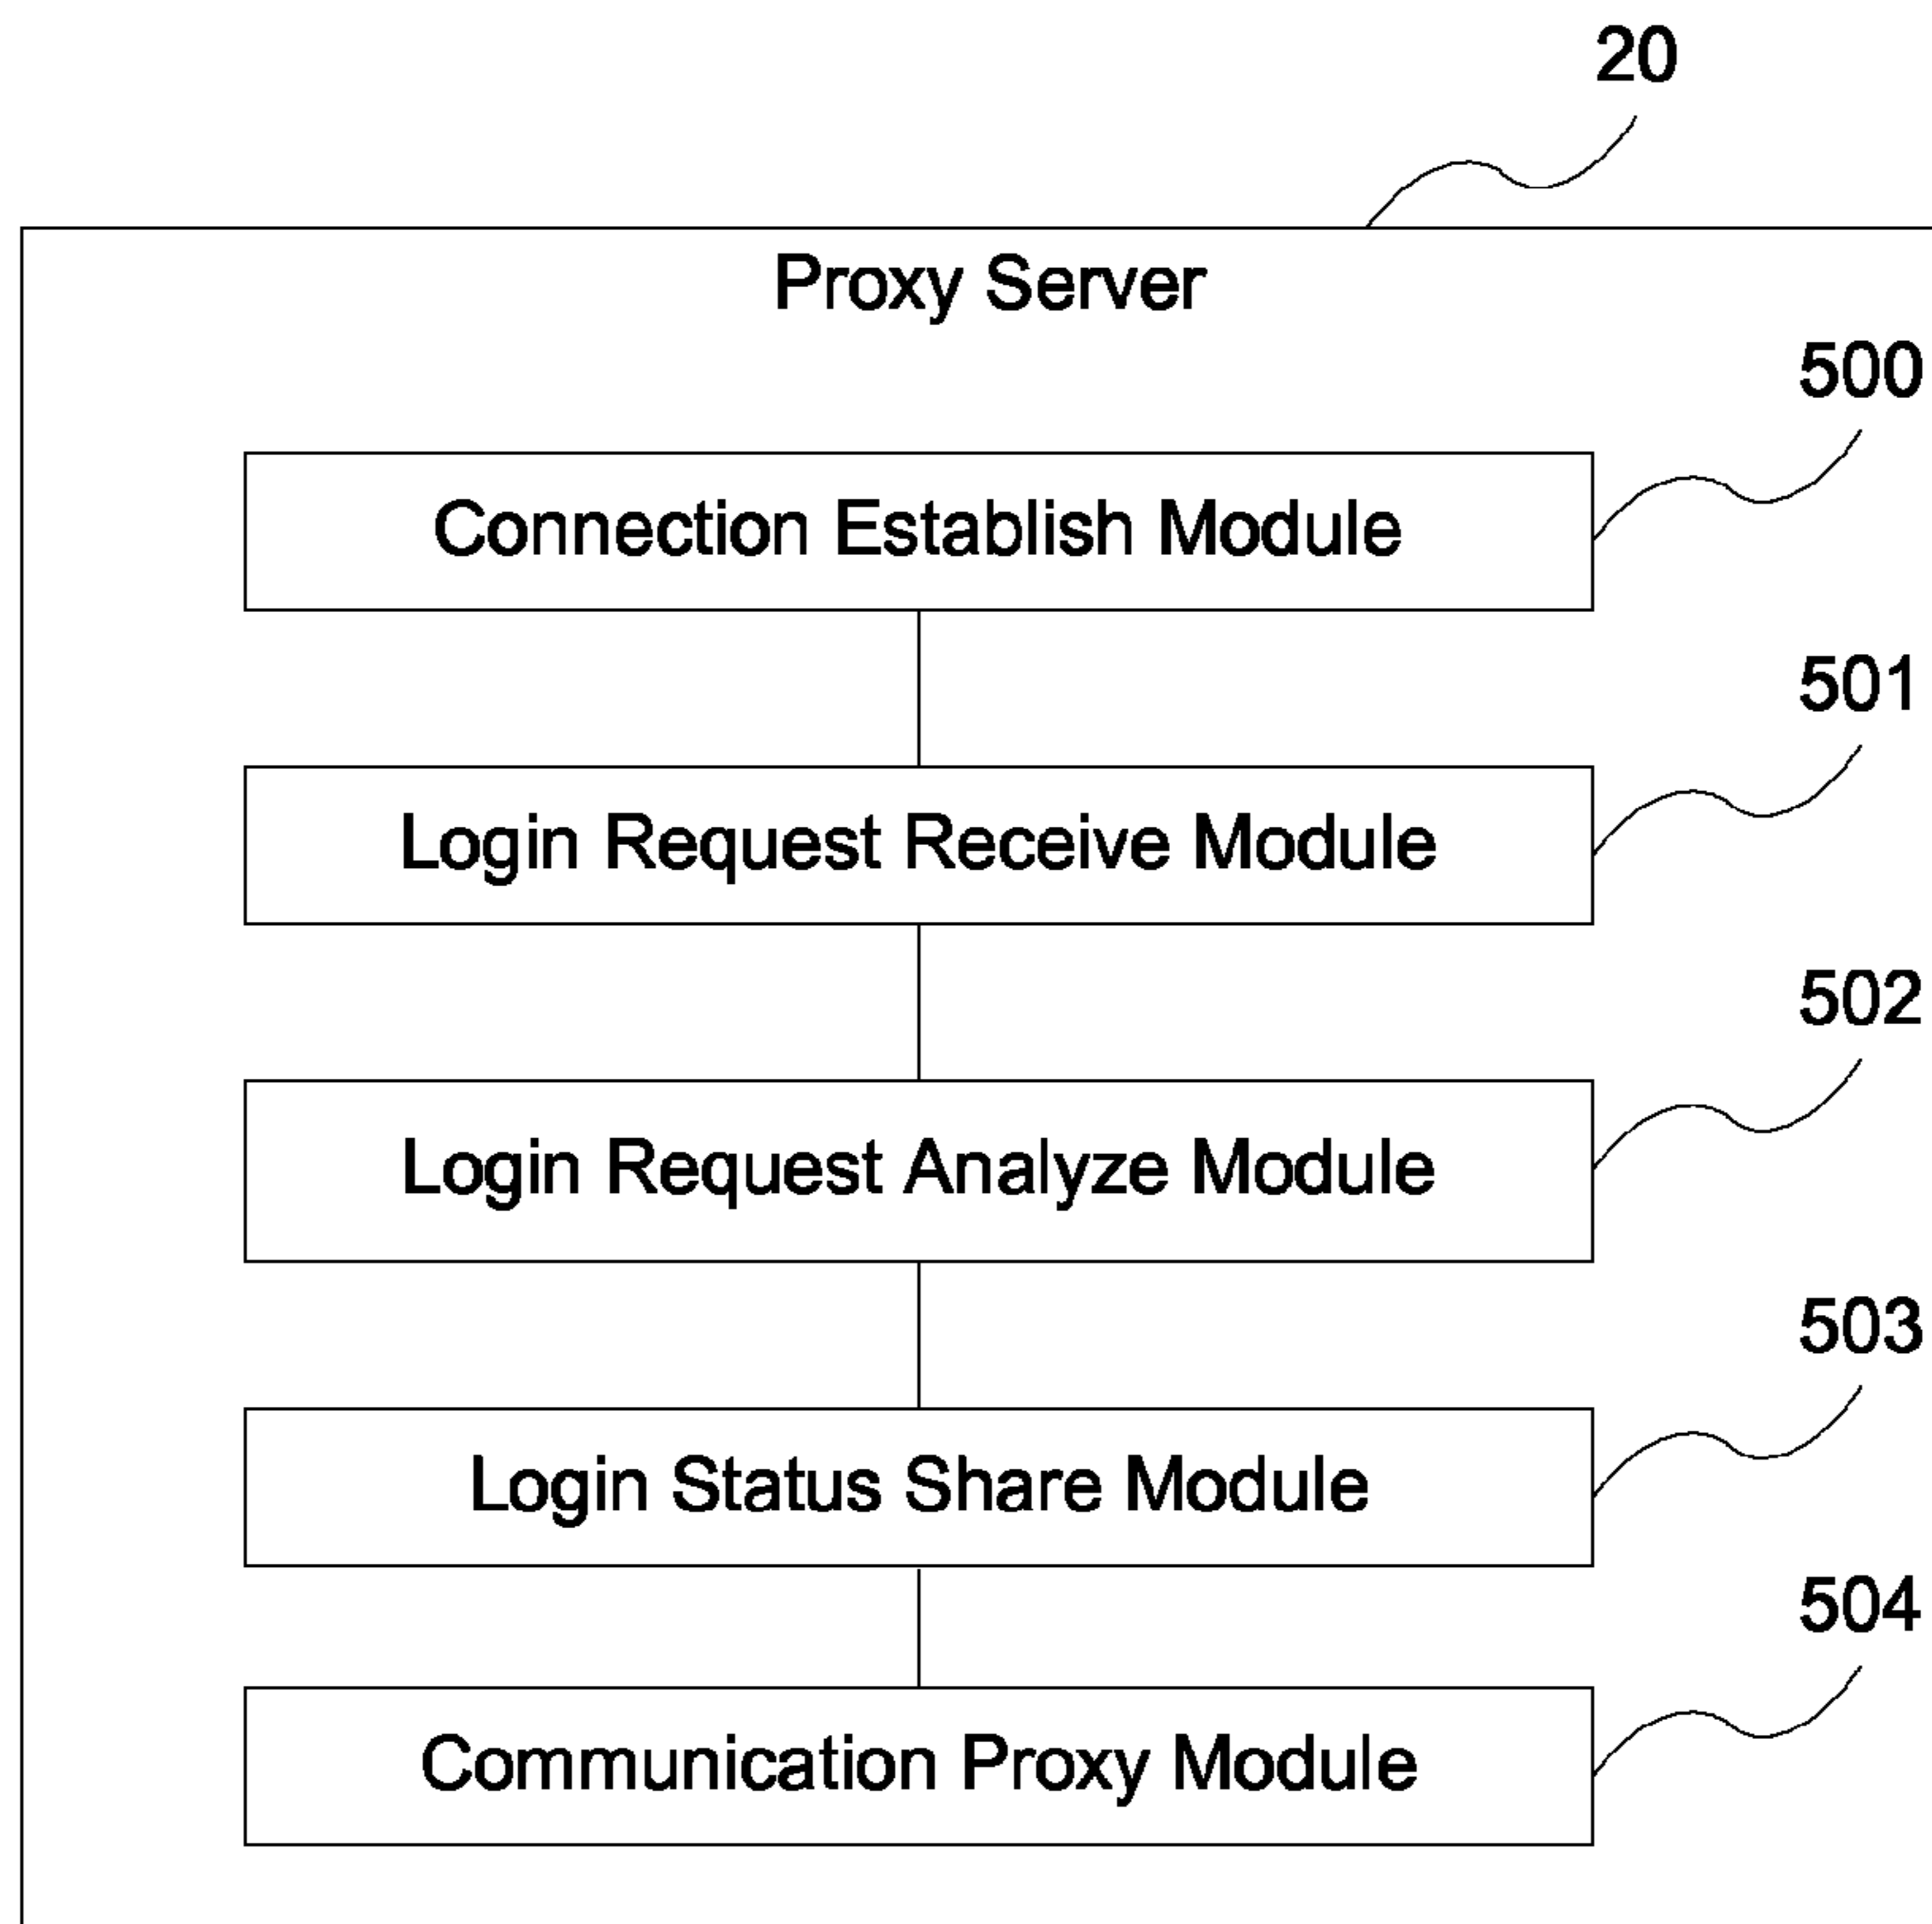 20
Proxy Server
500
Connection Establish Module
501
Login Request Receive Module
502
Login Request Analyze Module
503
Login Status Share Module
504
Communication Proxy Module